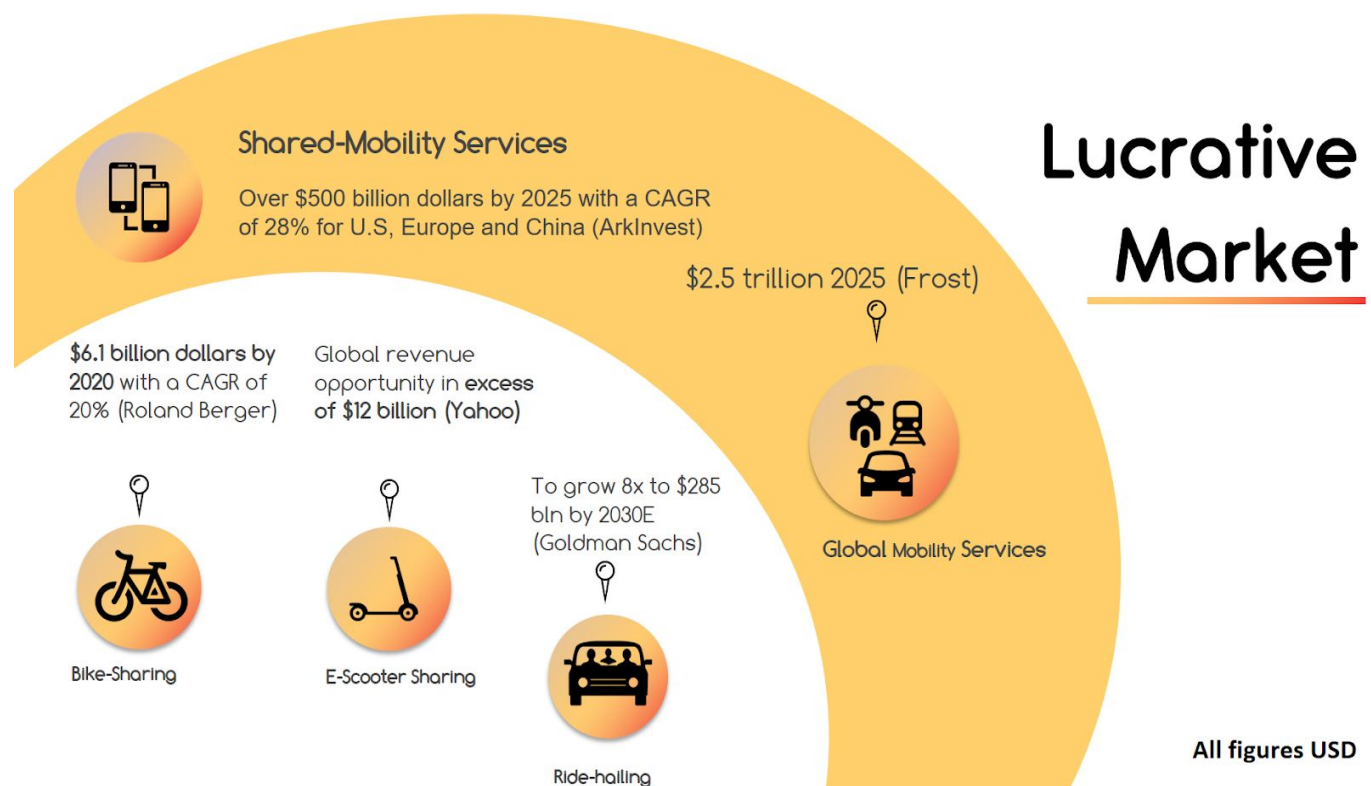 Lucrative
Market
Shared-Mobility Services
Over $500 billion dollars by 2025 with a CAGR
of 28% for U.S, Europe and China (ArkInvest)
$2.5 trillion 2025 (Frost)
Global Mobility Services
$6.1 billion dollars by
2020 with a CAGR of
20% (Roland Berger)
Bike-Sharing
Global revenue
opportunity in excess
of $12 billion (Yahoo)
E-Scooter Sharing
To grow 8x to $285
bln by 2030E
(Goldman Sachs)
Ride-hailing
All figures USD